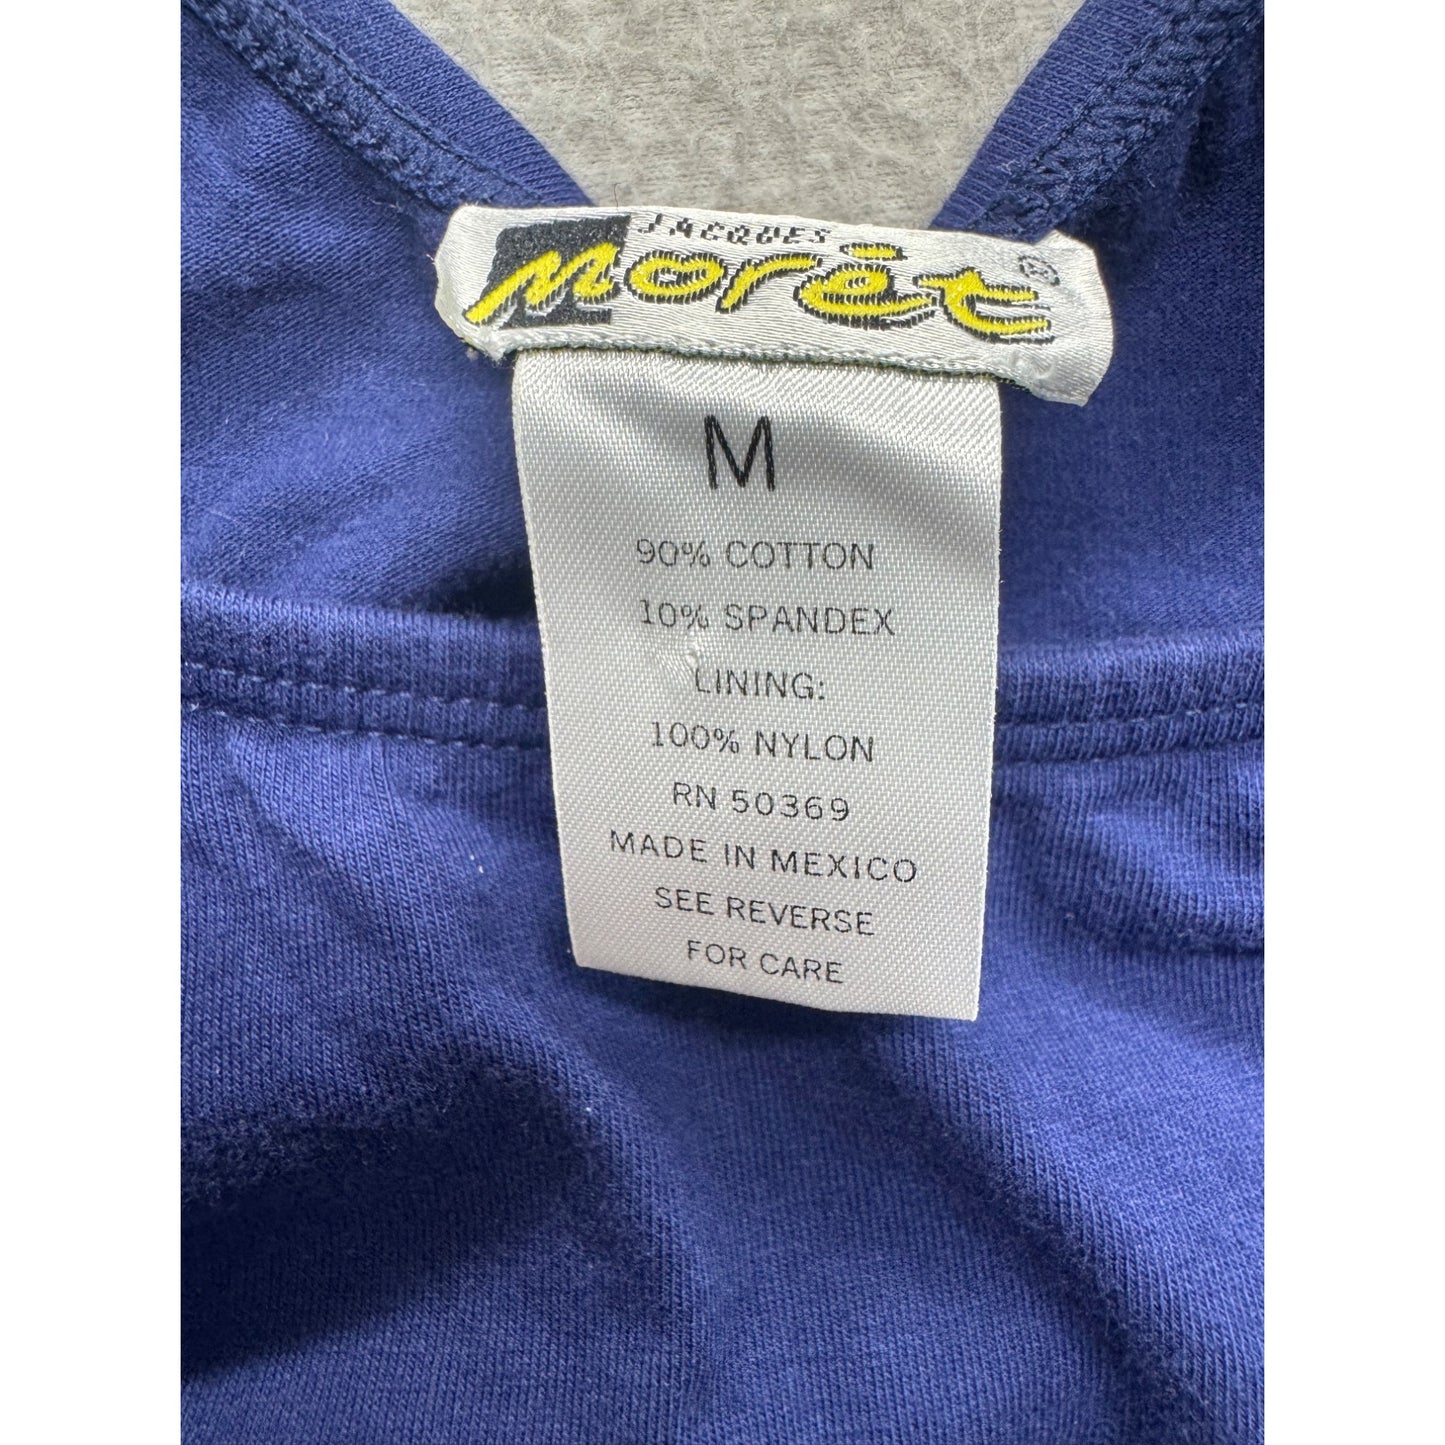 JACQUES
Morét ®
M
90% COTTON
10% SPANDEX
LINING:
100% NYLON
RN 50369
MADE IN MEXICO
SEE REVERSE
FOR CARE